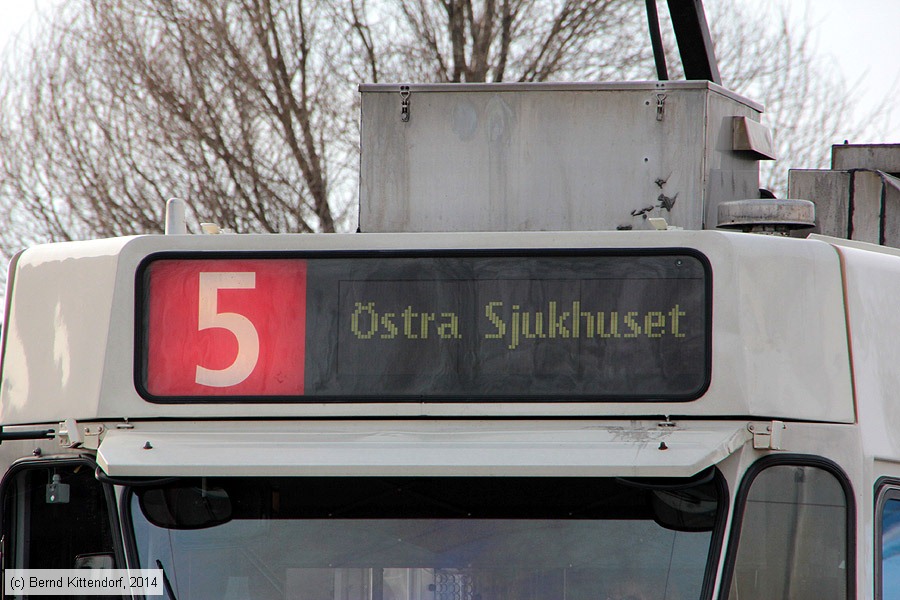 5 Östra Sjukhuset
(c) Bernd Kittendorf, 2014